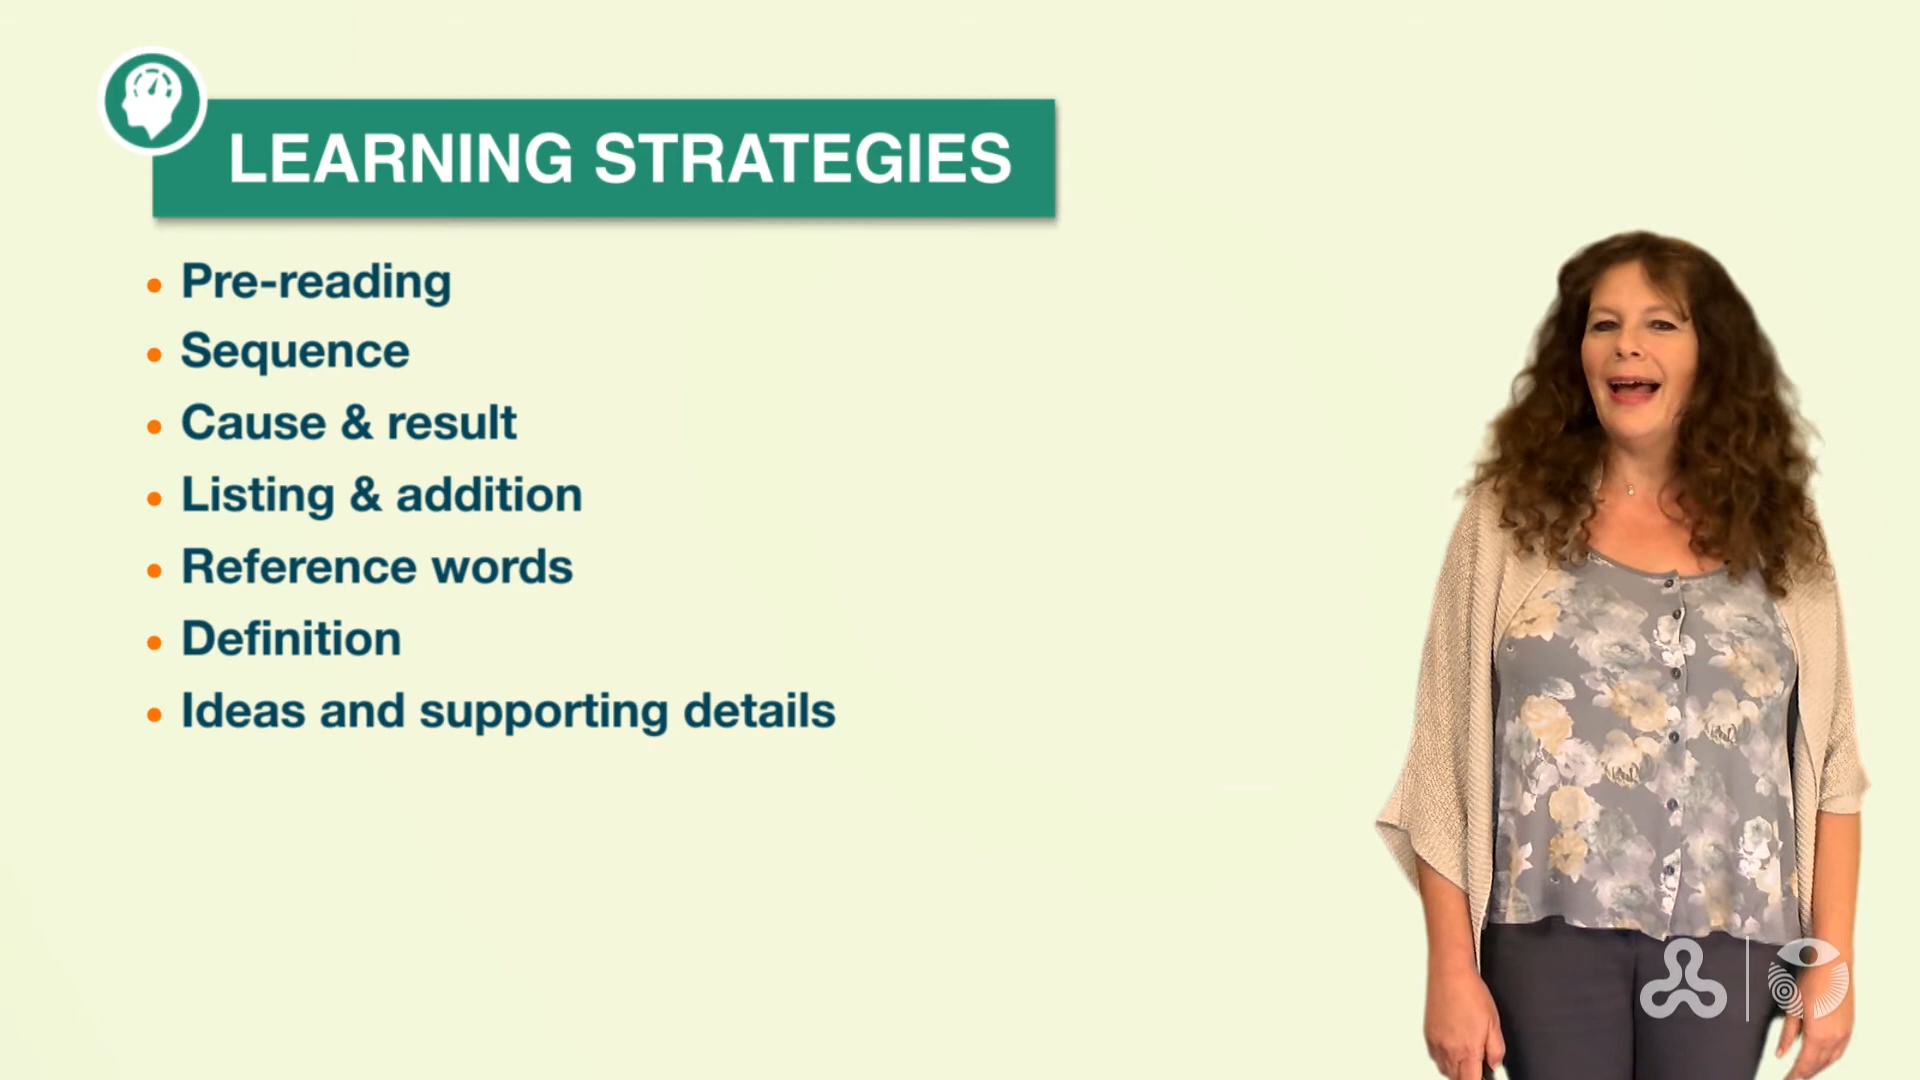 LEARNING STRATEGIES
• Pre-reading
• Sequence
• Cause & result
• Listing & addition
• Reference words
• Definition
• Ideas and supporting details